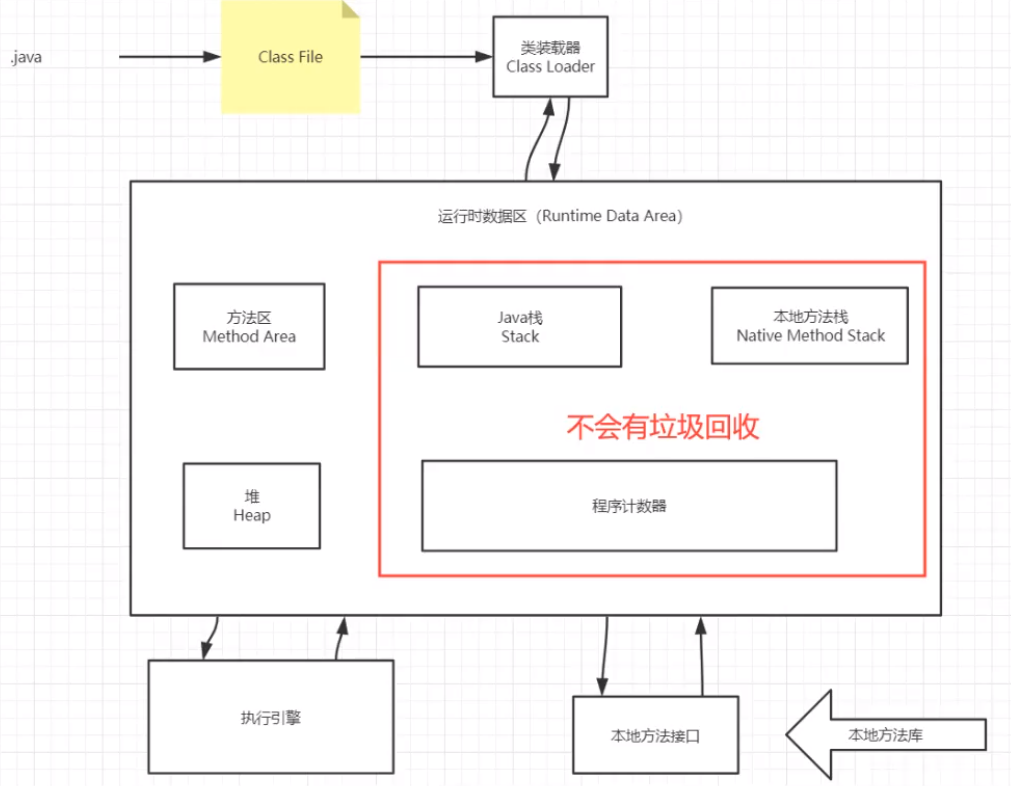 .java
Class File
类装载器
Class Loader
运行时数据区（Runtime Data Area）
方法区
Method Area
Java栈
Stack
本地方法栈
Native Method Stack
不会有垃圾回收
堆
Heap
程序计数器
执行引擎
本地方法接口
本地方法库